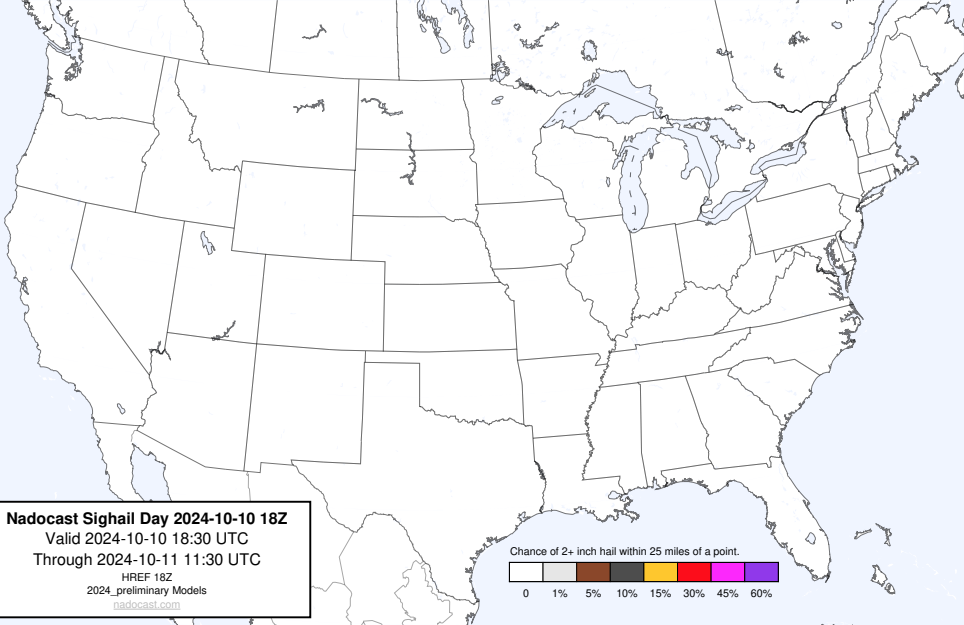 Nadocast Sighail Day 2024-10-10 18Z
Valid 2024-10-10 18:30 UTC
Through 2024-10-11 11:30 UTC
HREF 18Z
2024_preliminary Models
nadocast.com
Chance of 2+ inch hail within 25 miles of a point.
0 1% 5% 10% 15% 30% 45% 60%